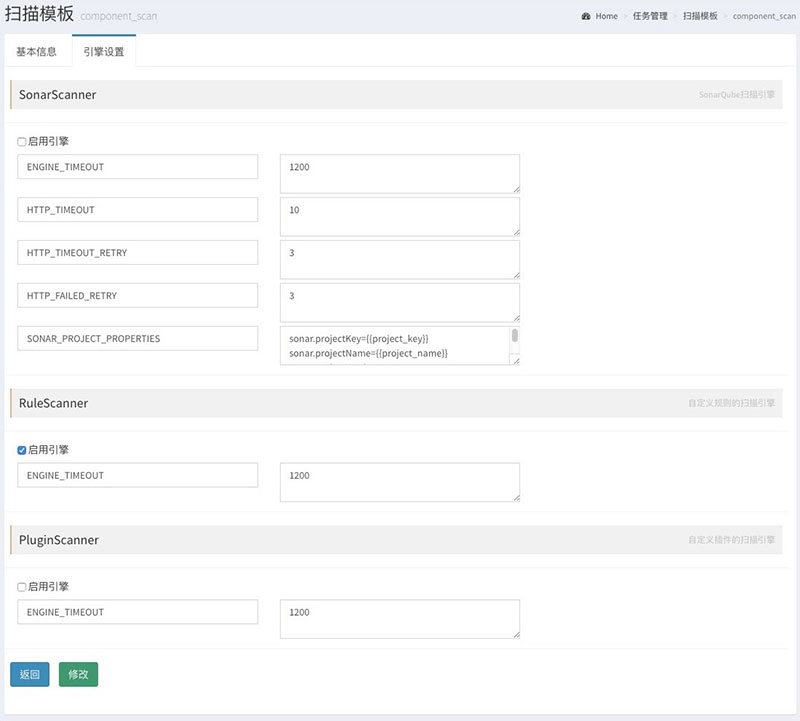 扫描模板 component_scan
Home > 任务管理 > 扫描模板 > component_scan
基本信息 引擎设置
SonarScanner SonarQube扫描引擎
启用引擎
ENGINE_TIMEOUT 1200
HTTP_TIMEOUT 10
HTTP_TIMEOUT_RETRY 3
HTTP_FAILED_RETRY 3
SONAR_PROJECT_PROPERTIES sonar.projectKey={{project_key}}
sonar.projectName={{project_name}}
RuleScanner 自定义规则的扫描引擎
启用引擎
ENGINE_TIMEOUT 1200
PluginScanner 自定义插件的扫描引擎
启用引擎
ENGINE_TIMEOUT 1200
返回 修改